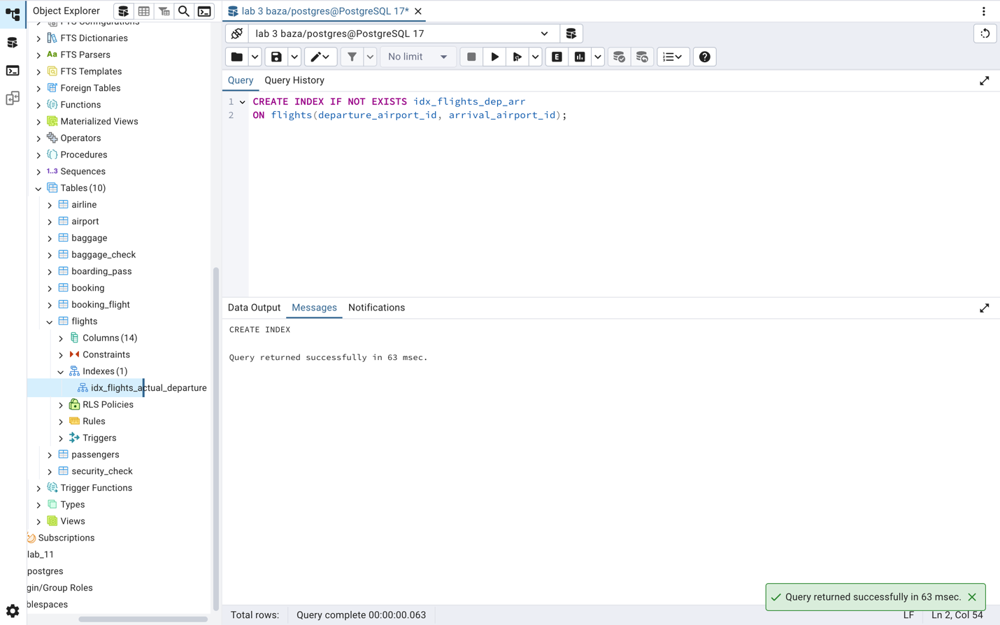 Object Explorer
FTS Configurations
FTS Dictionaries
Aa FTS Parsers
FTS Templates
Foreign Tables
Functions
Materialized Views
Operators
Procedures
1..3 Sequences
Tables (10)
airline
airport
baggage
baggage_check
boarding_pass
booking
booking_flight
flights
Columns (14)
Constraints
Indexes (1)
idx_flights_actual_departure
RLS Policies
Rules
Triggers
passengers
security_check
Trigger Functions
Types
Views
Subscriptions
lab_11
postgres
gin/Group Roles
blespaces
lab 3 baza/postgres@PostgreSQL 17*
lab 3 baza/postgres@PostgreSQL 17
No limit
E
Query Query History
1 CREATE INDEX IF NOT EXISTS idx_flights_dep_arr
2 ON flights(departure_airport_id, arrival_airport_id);
Data Output Messages Notifications
CREATE INDEX
Query returned successfully in 63 msec.
Query returned successfully in 63 msec.
Total rows: Query complete 00:00:00.063 LF Ln 2, Col 54